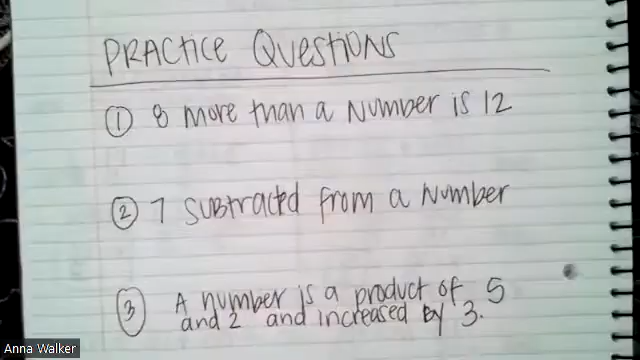 PRACTICE QUESTIONS
① 8 more than a number is 12
② 7 subtracted from a number
③ A number is a product of 5
and 2 and increased by 3.
Anna Walker